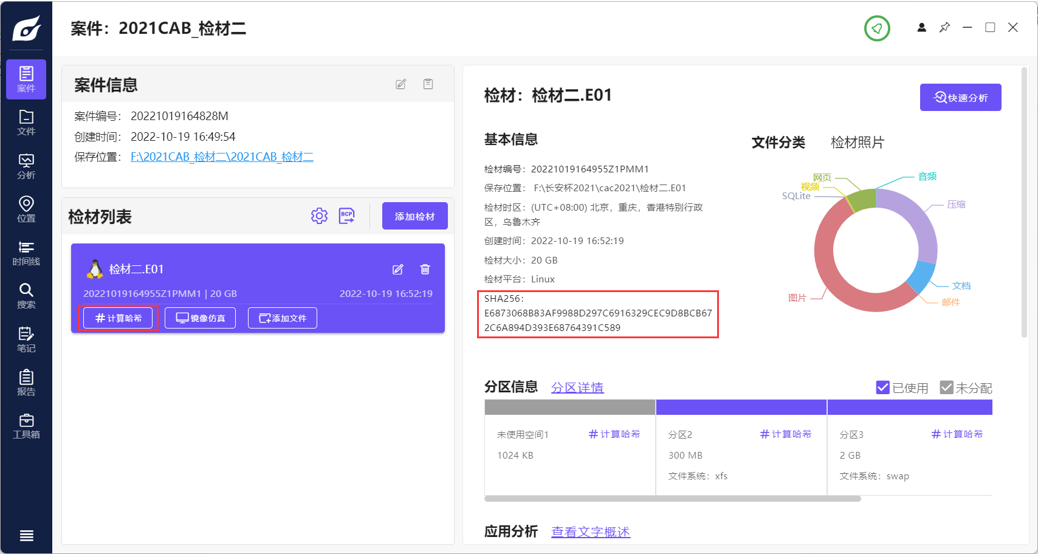 案件：2021CAB_检材二
案件
文件
分析
位置
时间线
搜索
笔记
报告
工具箱
案件信息
案件编号： 20221019164828M
创建时间： 2022-10-19 16:49:54
保存位置： F:\2021CAB_检材二\2021CAB_检材二
检材列表
BCP
添加检材
检材二.E01
20221019164955Z1PMM1 | 20 GB
2022-10-19 16:52:19
计算哈希
镜像仿真
添加文件
检材：检材二.E01
快速分析
基本信息
检材编号：20221019164955Z1PMM1
保存位置： F:\长安杯2021\cac2021\检材二.E01
检材时区：(UTC+08:00) 北京，重庆，香港特别行政
区，乌鲁木齐
创建时间：2022-10-19 16:52:19
检材大小：20 GB
检材平台：Linux
SHA256：
E6873068B83AF9988D297C6916329CEC9D8BCB67
2C6A894D393E68764391C589
文件分类
检材照片
网页
视频
SQLite
音频
压缩
文档
邮件
图片
分区信息
分区详情
已使用
未分配
未使用空间1
计算哈希
1024 KB
分区2
计算哈希
300 MB
文件系统：xfs
分区3
计算哈希
2 GB
文件系统：swap
应用分析
查看文字概述